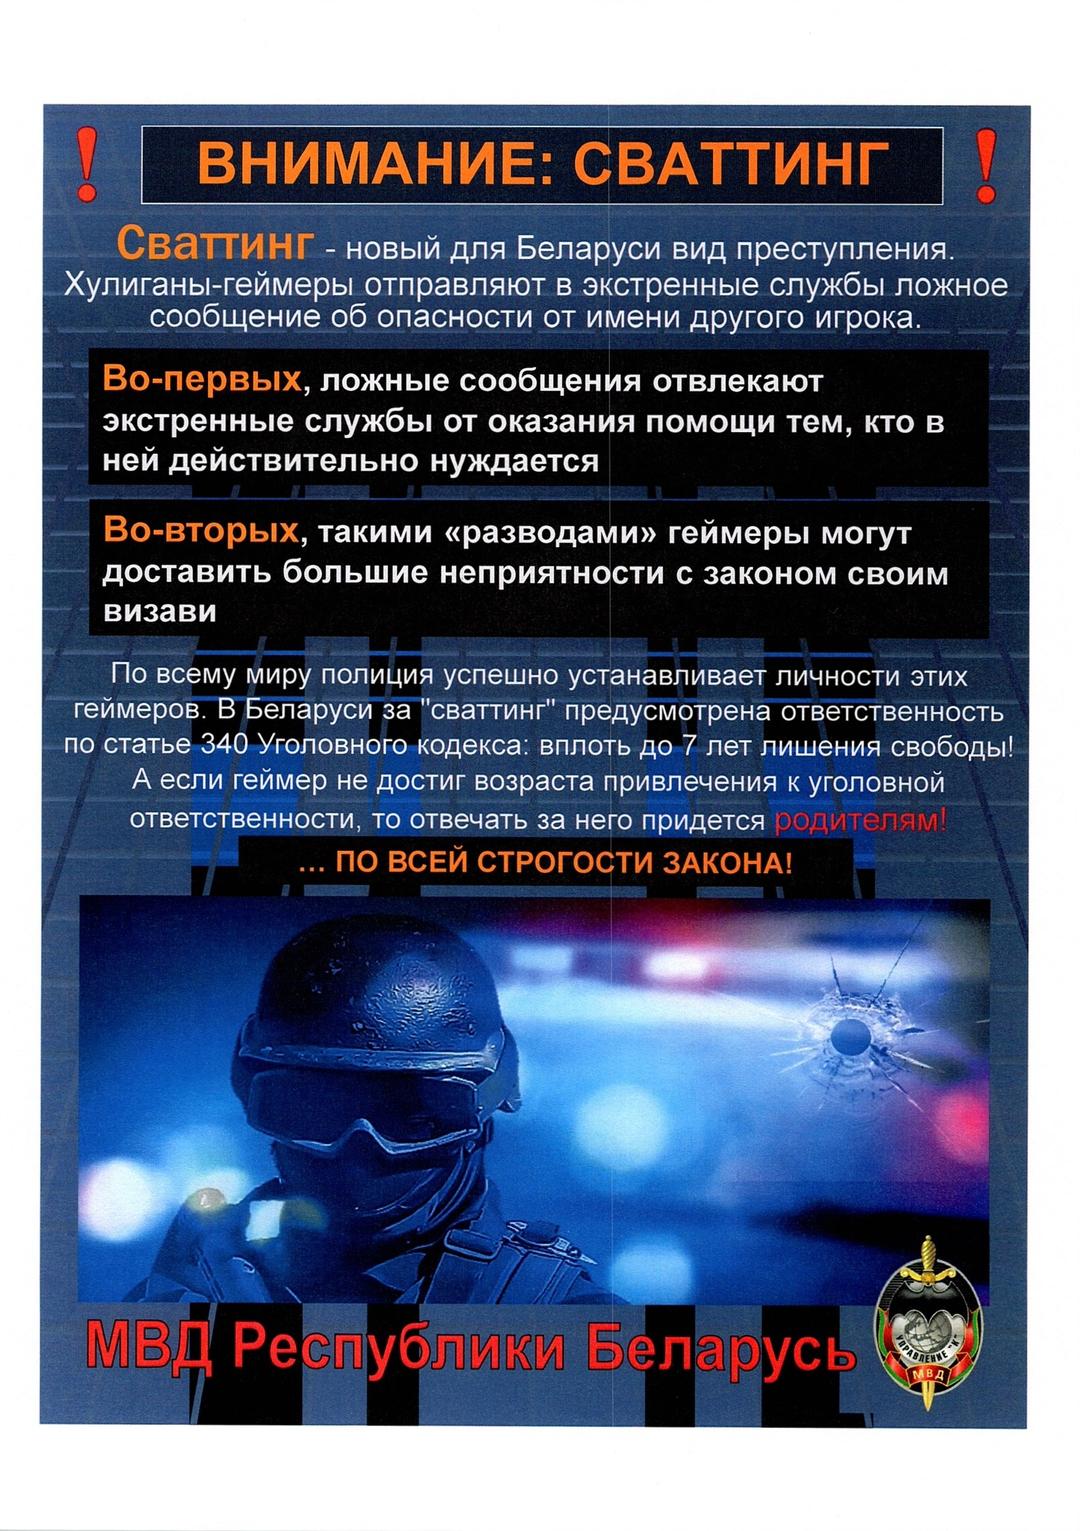 ! ВНИМАНИЕ: СВАТТИНГ !
Сваттинг - новый для Беларуси вид преступления.
Хулиганы-геймеры отправляют в экстренные службы ложное
сообщение об опасности от имени другого игрока.
Во-первых, ложные сообщения отвлекают
экстренные службы от оказания помощи тем, кто в
ней действительно нуждается
Во-вторых, такими «разводами» геймеры могут
доставить большие неприятности с законом своим
визави
По всему миру полиция успешно устанавливает личности этих
геймеров. В Беларуси за "сваттинг" предусмотрена ответственность
по статье 340 Уголовного кодекса: вплоть до 7 лет лишения свободы!
А если геймер не достиг возраста привлечения к уголовной
ответственности, то отвечать за него придется родителям!
... ПО ВСЕЙ СТРОГОСТИ ЗАКОНА!
МВД Республики Беларусь
УПРАВЛЕНИЕ "К"
МВД